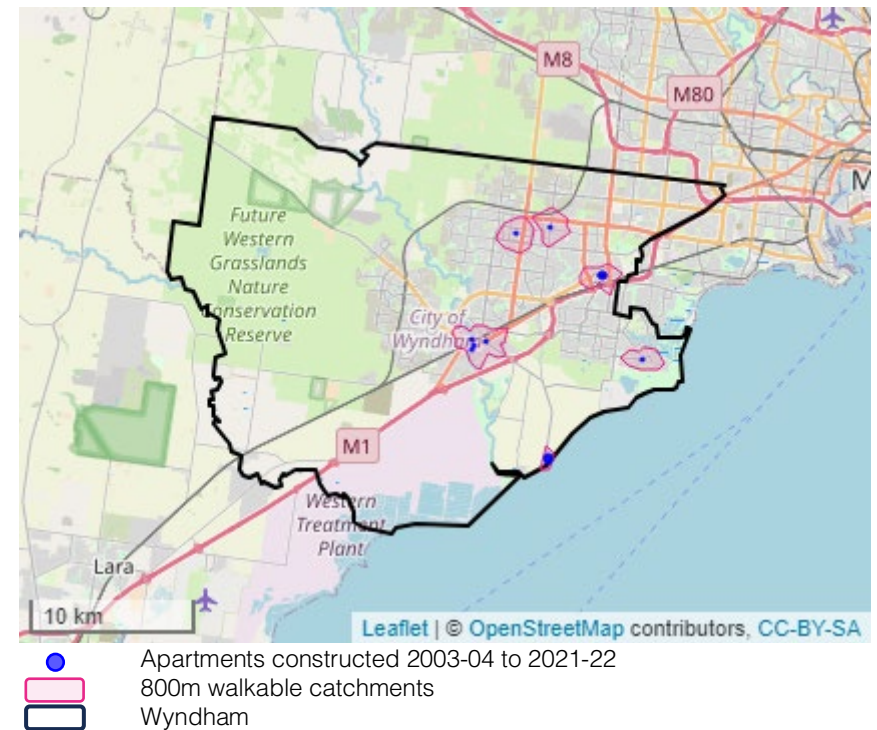 M8
M80
M
Future
Western
Grasslands
Nature
Conservation
Reserve
City of
Wyndham
M1
Western
Treatment
Plant
Lara
10 km
Leaflet | © OpenStreetMap contributors, CC-BY-SA
Apartments constructed 2003-04 to 2021-22
800m walkable catchments
Wyndham